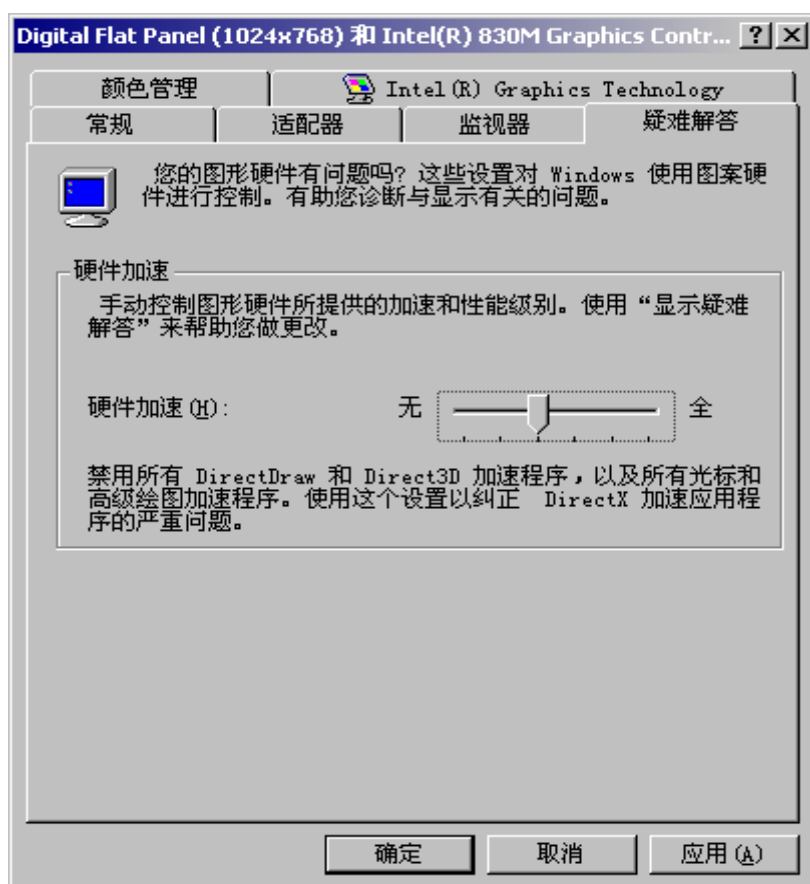 Digital Flat Panel (1024x768) 和 Intel(R) 830M Graphics Contr...
颜色管理
Intel(R) Graphics Technology
常规
适配器
监视器
疑难解答
您的图形硬件有问题吗? 这些设置对 Windows 使用图案硬
件进行控制。有助您诊断与显示有关的问题。
硬件加速
手动控制图形硬件所提供的加速和性能级别。使用“显示疑难
解答”来帮助您做更改。
硬件加速(H):
无
全
禁用所有 DirectDraw 和 Direct3D 加速程序，以及所有光标和
高级绘图加速程序。使用这个设置以纠正 DirectX 加速应用程
序的严重问题。
确定
取消
应用(A)